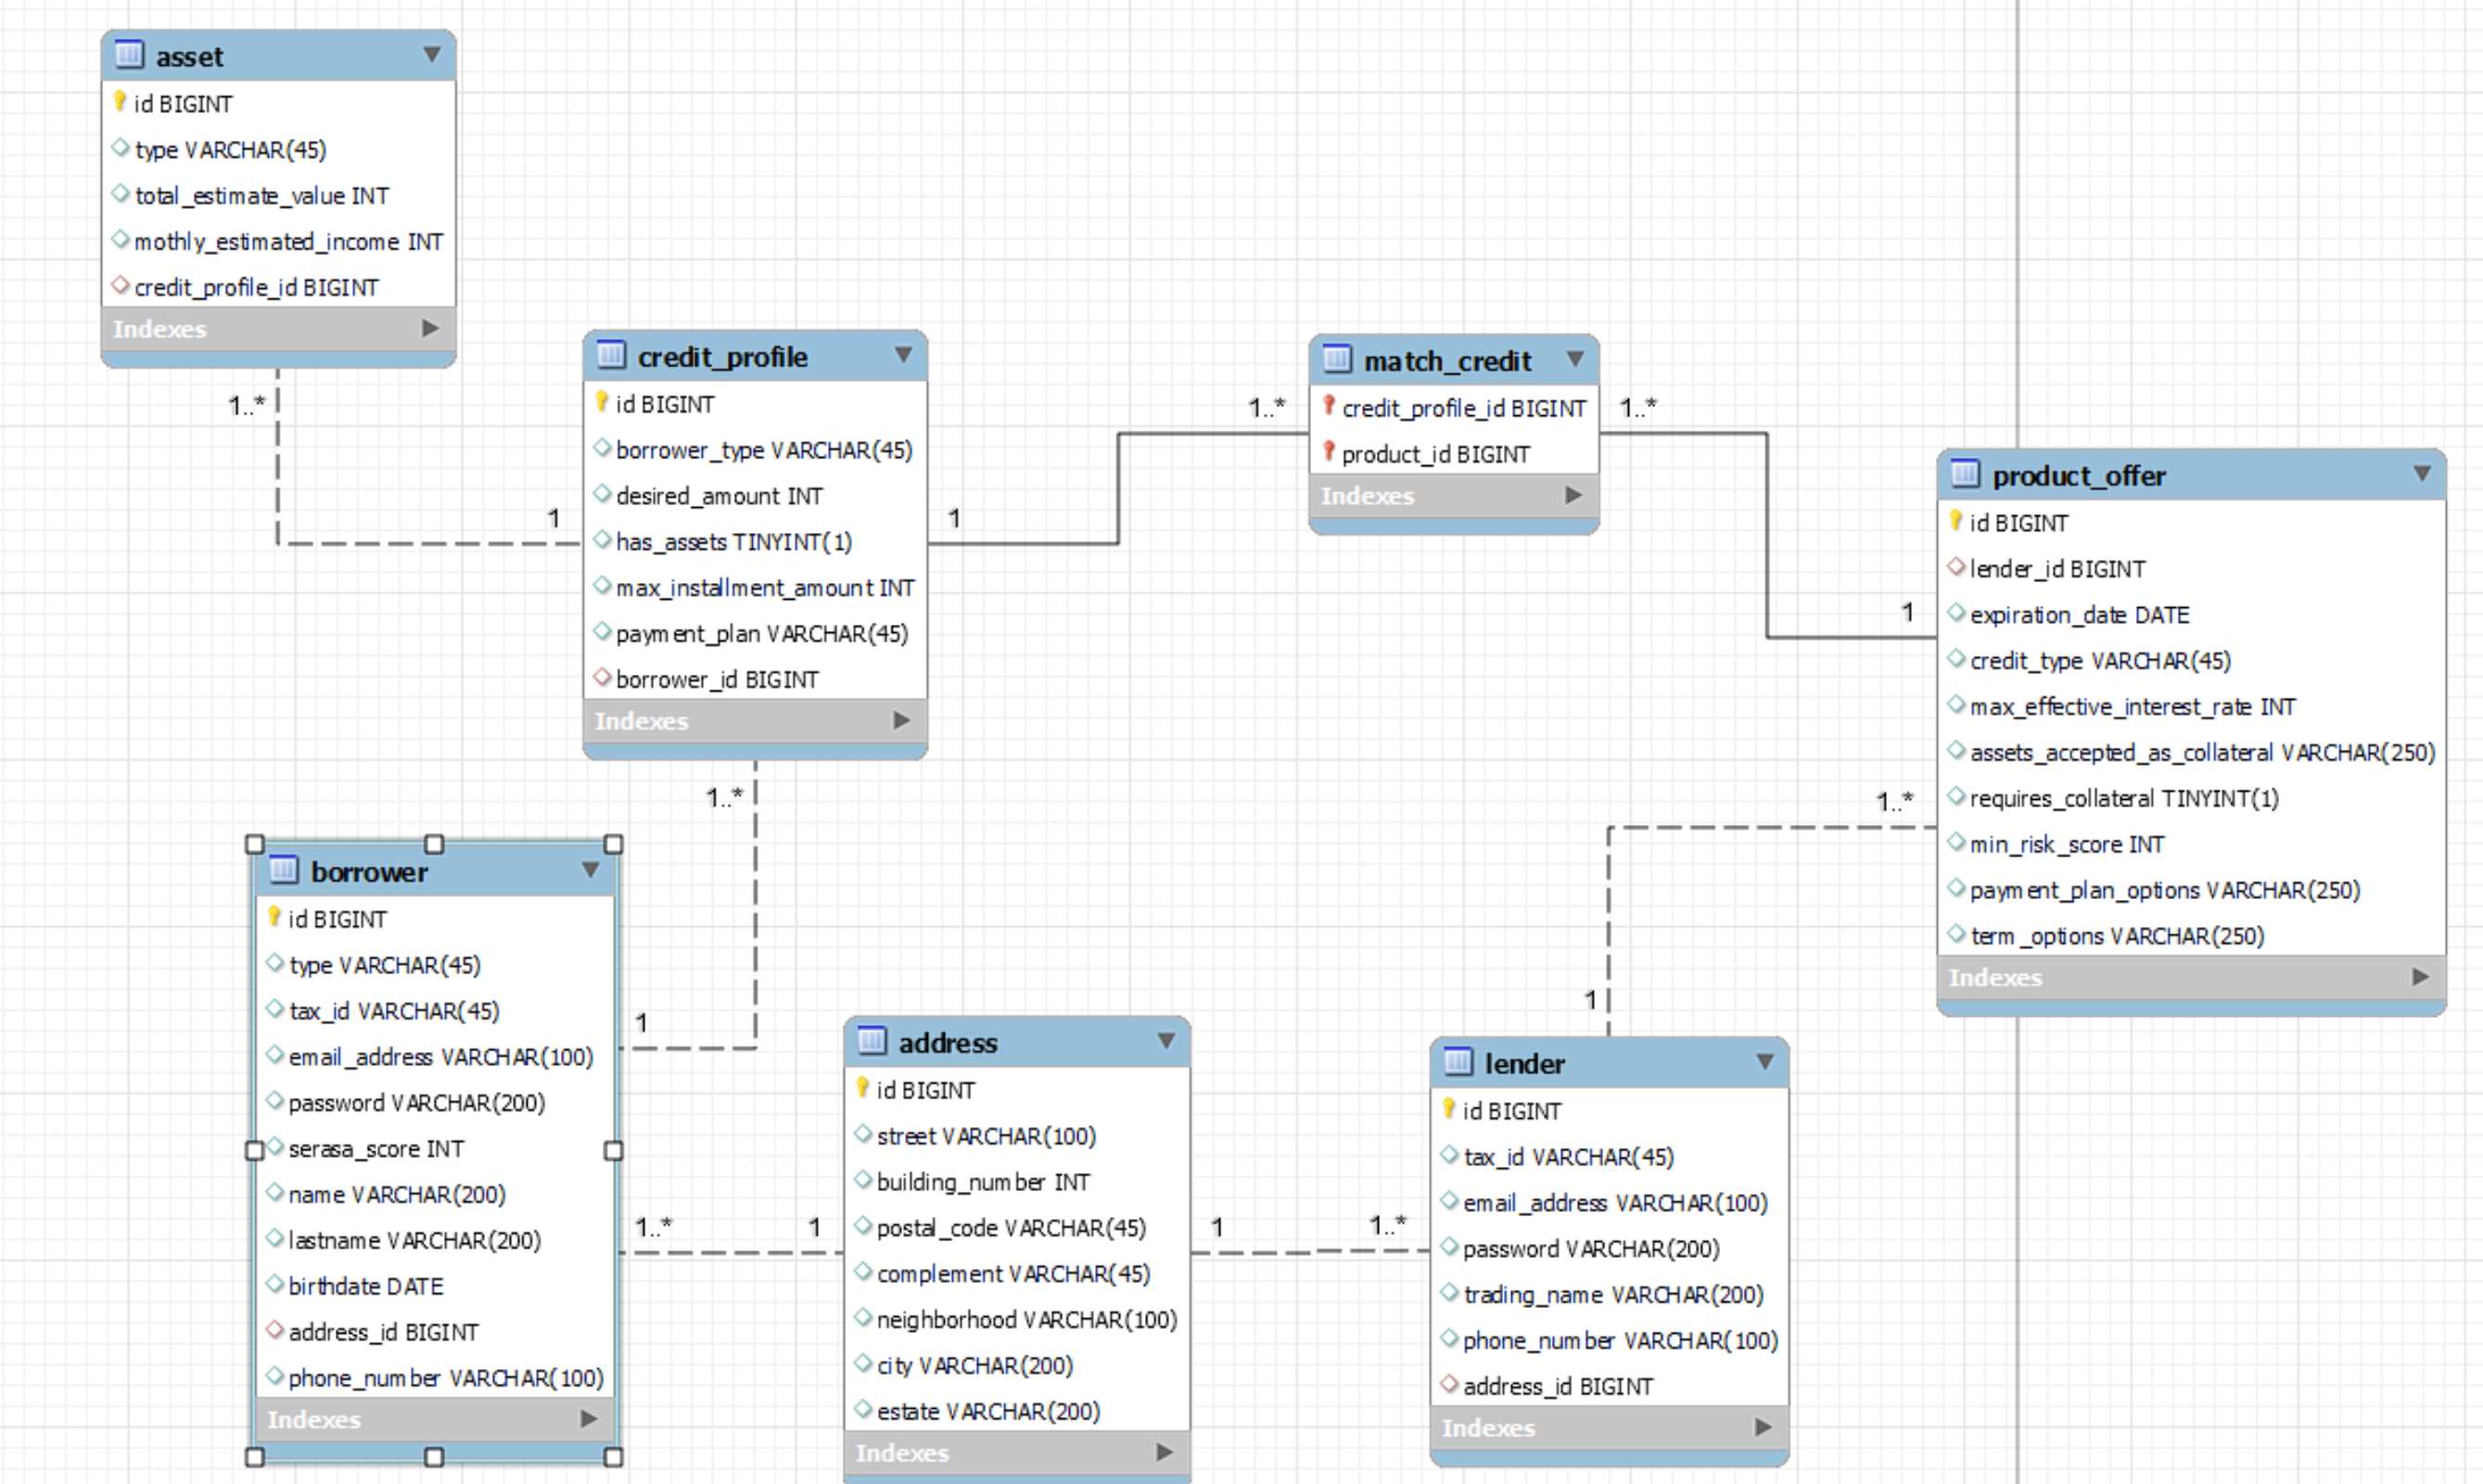 asset
id BIGINT
type VARCHAR(45)
total_estimate_value INT
mothly_estimated_income INT
credit_profile_id BIGINT
Indexes
1..*
1
credit_profile
id BIGINT
borrower_type VARCHAR(45)
desired_amount INT
has_assets TINYINT(1)
max_installment_amount INT
payment_plan VARCHAR(45)
borrower_id BIGINT
Indexes
1
1..*
match_credit
credit_profile_id BIGINT
product_id BIGINT
Indexes
1..*
1
product_offer
id BIGINT
lender_id BIGINT
expiration_date DATE
credit_type VARCHAR(45)
max_effective_interest_rate INT
assets_accepted_as_collateral VARCHAR(250)
requires_collateral TINYINT(1)
min_risk_score INT
payment_plan_options VARCHAR(250)
term_options VARCHAR(250)
Indexes
1..*
1
1..*
1
borrower
id BIGINT
type VARCHAR(45)
tax_id VARCHAR(45)
email_address VARCHAR(100)
password VARCHAR(200)
serasa_score INT
name VARCHAR(200)
lastname VARCHAR(200)
birthdate DATE
address_id BIGINT
phone_number VARCHAR(100)
Indexes
1..*
1
address
id BIGINT
street VARCHAR(100)
building_number INT
postal_code VARCHAR(45)
complement VARCHAR(45)
neighborhood VARCHAR(100)
city VARCHAR(200)
estate VARCHAR(200)
Indexes
1
1..*
lender
id BIGINT
tax_id VARCHAR(45)
email_address VARCHAR(100)
password VARCHAR(200)
trading_name VARCHAR(200)
phone_number VARCHAR(100)
address_id BIGINT
Indexes